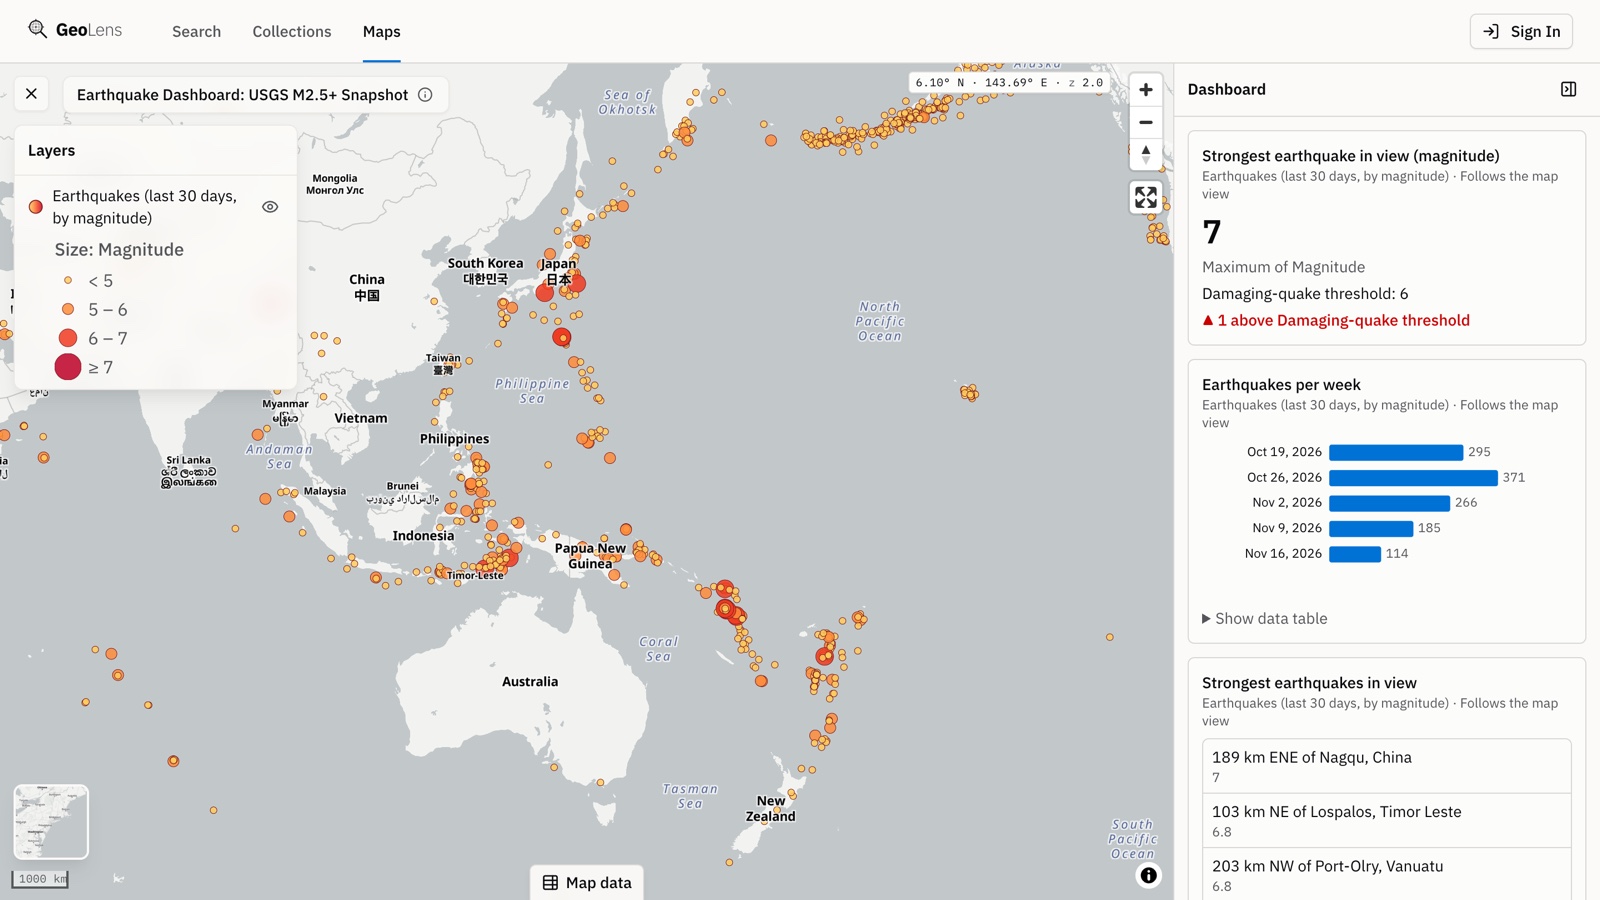 GeoLens
Search
Collections
Maps
Sign In
Earthquake Dashboard: USGS M2.5+ Snapshot
6.10° N · 143.69° E · z 2.0
Layers
Earthquakes (last 30 days,
by magnitude)
Size: Magnitude
< 5
5 – 6
6 – 7
≥ 7
Alaska
Sea of
Okhotsk
Mongolia
Монгол Улс
China
中国
South Korea
대한민국
Japan
日本
North
Pacific
Ocean
Taiwan
臺灣
Philippine
Sea
Myanmar
Vietnam
Philippines
Andaman
Sea
Sri Lanka
ශ්‍රී ලංකාව
இலங்கை
Malaysia
Brunei
Indonesia
Papua New
Guinea
Timor-Leste
Coral
Sea
Australia
Tasman
Sea
New
Zealand
South
Pacific
Ocean
1000 km
Map data
Dashboard
Strongest earthquake in view (magnitude)
Earthquakes (last 30 days, by magnitude) · Follows the map
view
7
Maximum of Magnitude
Damaging-quake threshold: 6
▲ 1 above Damaging-quake threshold
Earthquakes per week
Earthquakes (last 30 days, by magnitude) · Follows the map
view
Oct 19, 2026 295
Oct 26, 2026 371
Nov 2, 2026 266
Nov 9, 2026 185
Nov 16, 2026 114
▶ Show data table
Strongest earthquakes in view
Earthquakes (last 30 days, by magnitude) · Follows the map
view
189 km ENE of Nagqu, China
7
103 km NE of Lospalos, Timor Leste
6.8
203 km NW of Port-Olry, Vanuatu
6.8